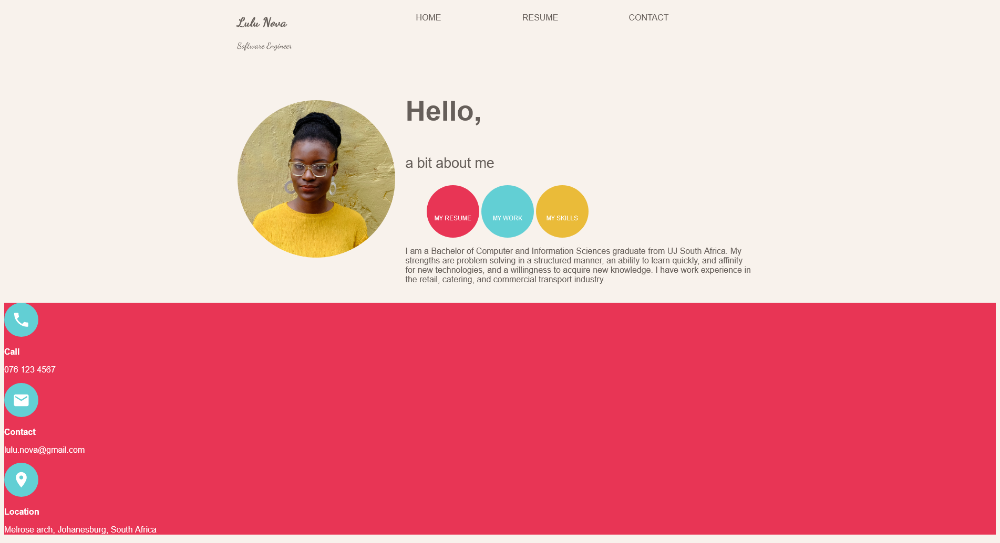 Lulu Nova
Software Engineer
HOME
RESUME
CONTACT
Hello,
a bit about me
MY RESUME
MY WORK
MY SKILLS
I am a Bachelor of Computer and Information Sciences graduate from UJ South Africa. My
strengths are problem solving in a structured manner, an ability to learn quickly, and affinity
for new technologies, and a willingness to acquire new knowledge. I have work experience in
the retail, catering, and commercial transport industry.
Call
076 123 4567
Contact
lulu.nova@gmail.com
Location
Melrose arch, Johanesburg, South Africa